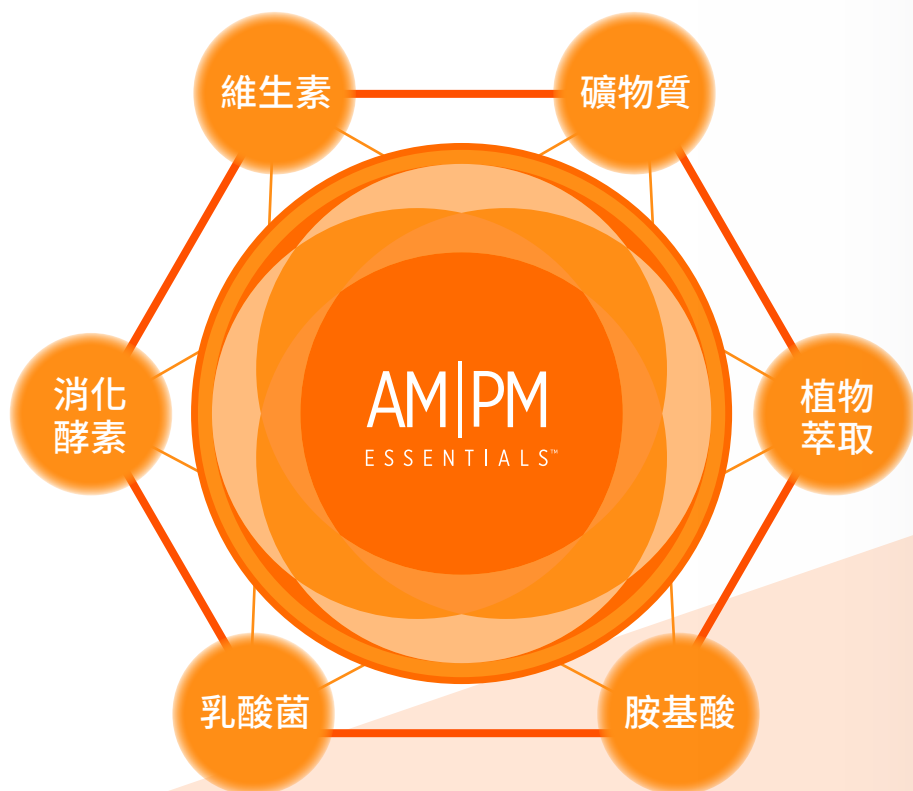 維生素
礦物質
消化
酵素
AM|PM
ESSENTIALS™
植物
萃取
乳酸菌
胺基酸